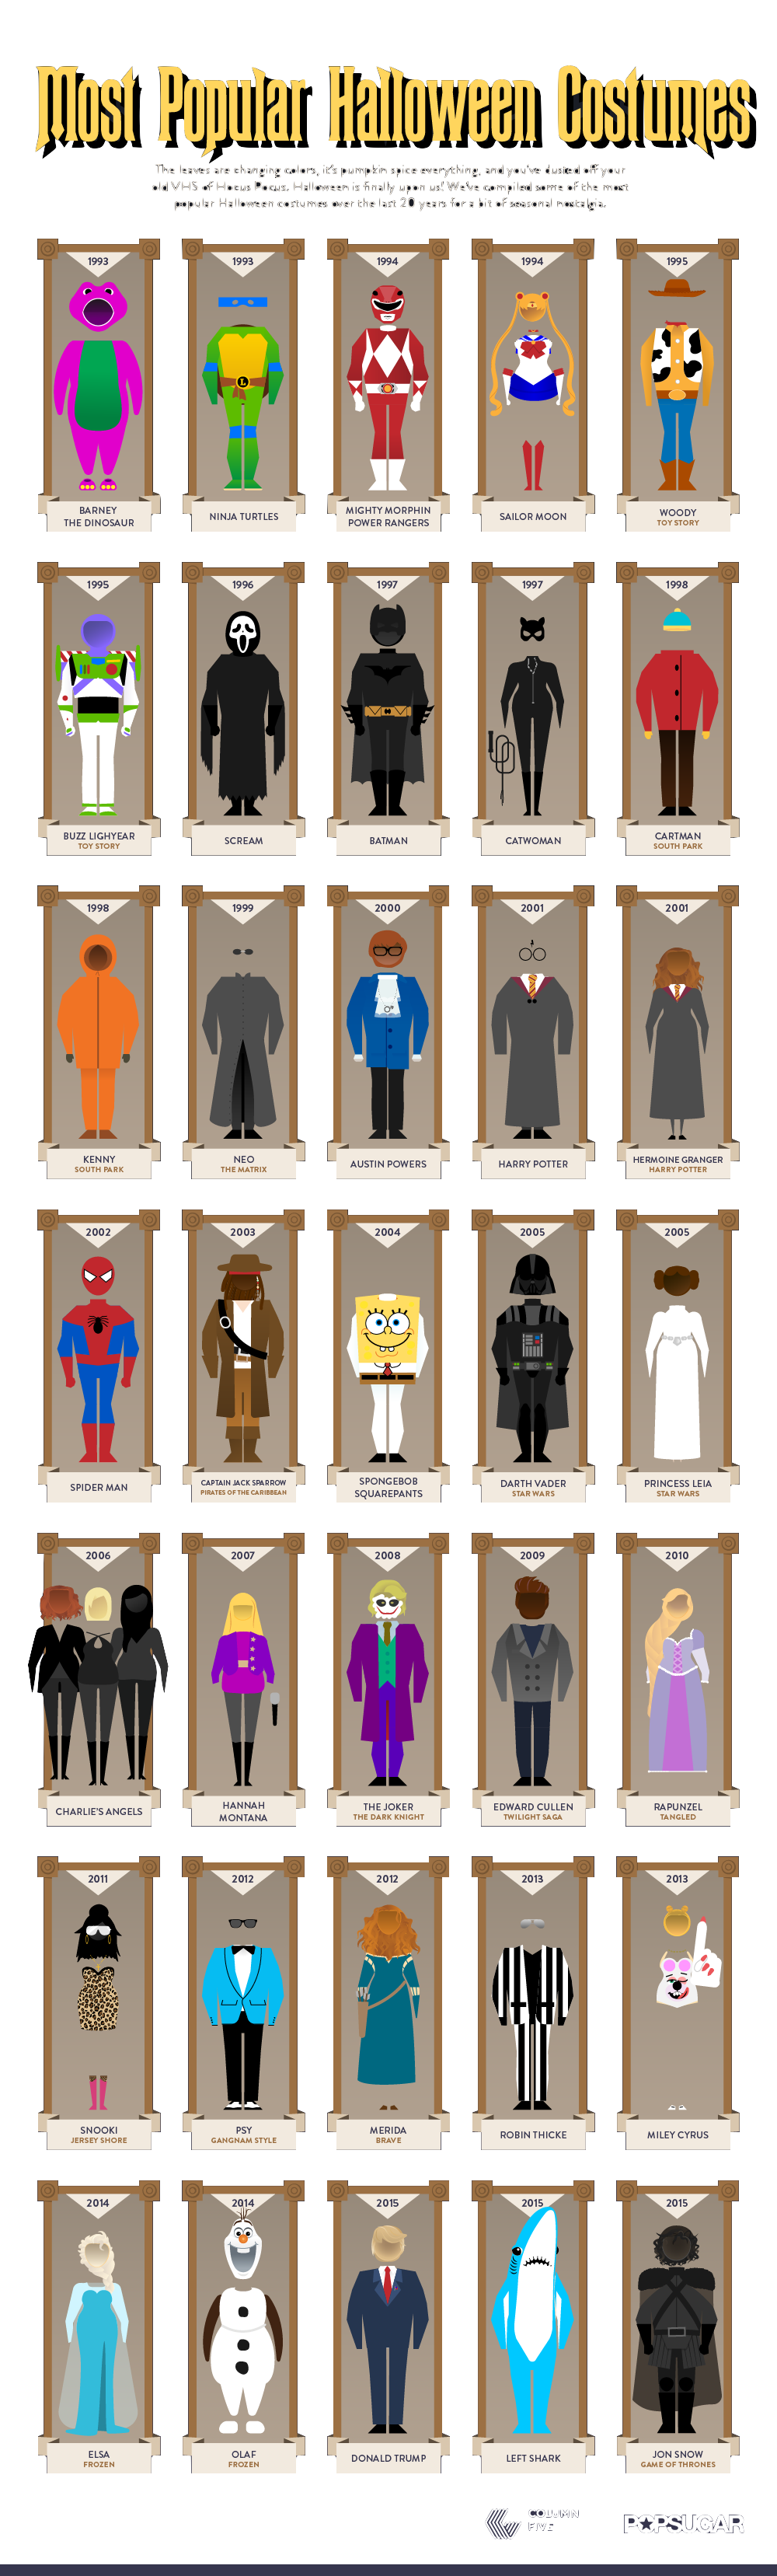 Most Popular Halloween Costumes
The leaves are changing colors, it's pumpkin spice everything, and you've dusted off your
old VHS of Hocus Pocus. Halloween is finally upon us! We've compiled some of the most
popular Halloween costumes over the last 20 years for a bit of seasonal nostalgia.
1993
BARNEY
THE DINOSAUR
1993
L
NINJA TURTLES
1994
MIGHTY MORPHIN
POWER RANGERS
1994
SAILOR MOON
1995
WOODY
TOY STORY
1995
BUZZ LIGHYEAR
TOY STORY
1996
SCREAM
1997
BATMAN
1997
CATWOMAN
1998
CARTMAN
SOUTH PARK
1998
KENNY
SOUTH PARK
1999
NEO
THE MATRIX
2000
AUSTIN POWERS
2001
HARRY POTTER
2001
HERMOINE GRANGER
HARRY POTTER
2002
SPIDER MAN
2003
CAPTAIN JACK SPARROW
PIRATES OF THE CARIBBEAN
2004
SPONGEBOB
SQUAREPANTS
2005
DARTH VADER
STAR WARS
2005
PRINCESS LEIA
STAR WARS
2006
CHARLIE'S ANGELS
2007
HANNAH
MONTANA
2008
THE JOKER
THE DARK KNIGHT
2009
EDWARD CULLEN
TWILIGHT SAGA
2010
RAPUNZEL
TANGLED
2011
SNOOKI
JERSEY SHORE
2012
PSY
GANGNAM STYLE
2012
MERIDA
BRAVE
2013
ROBIN THICKE
2013
MILEY CYRUS
2014
ELSA
FROZEN
2014
OLAF
FROZEN
2015
DONALD TRUMP
2015
LEFT SHARK
2015
JON SNOW
GAME OF THRONES
COLUMN
FIVE
POPSUGAR